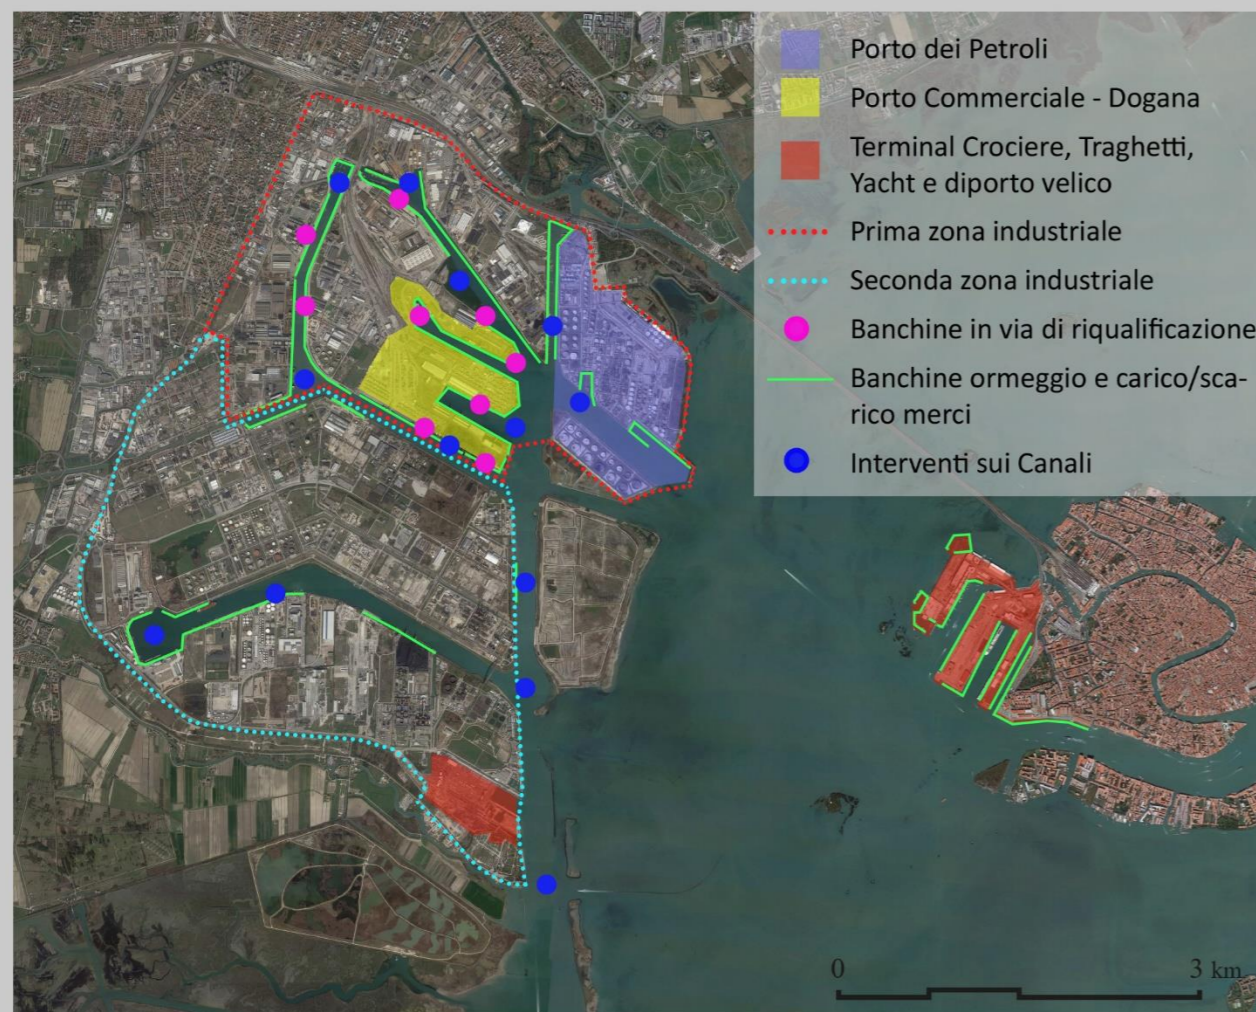 Porto dei Petroli
Porto Commerciale - Dogana
Terminal Crociere, Traghetti,
Yacht e diporto velico
Prima zona industriale
Seconda zona industriale
Banchine in via di riqualificazione
Banchine ormeggio e carico/sca-
rico merci
Interventi sui Canali
0 3 km